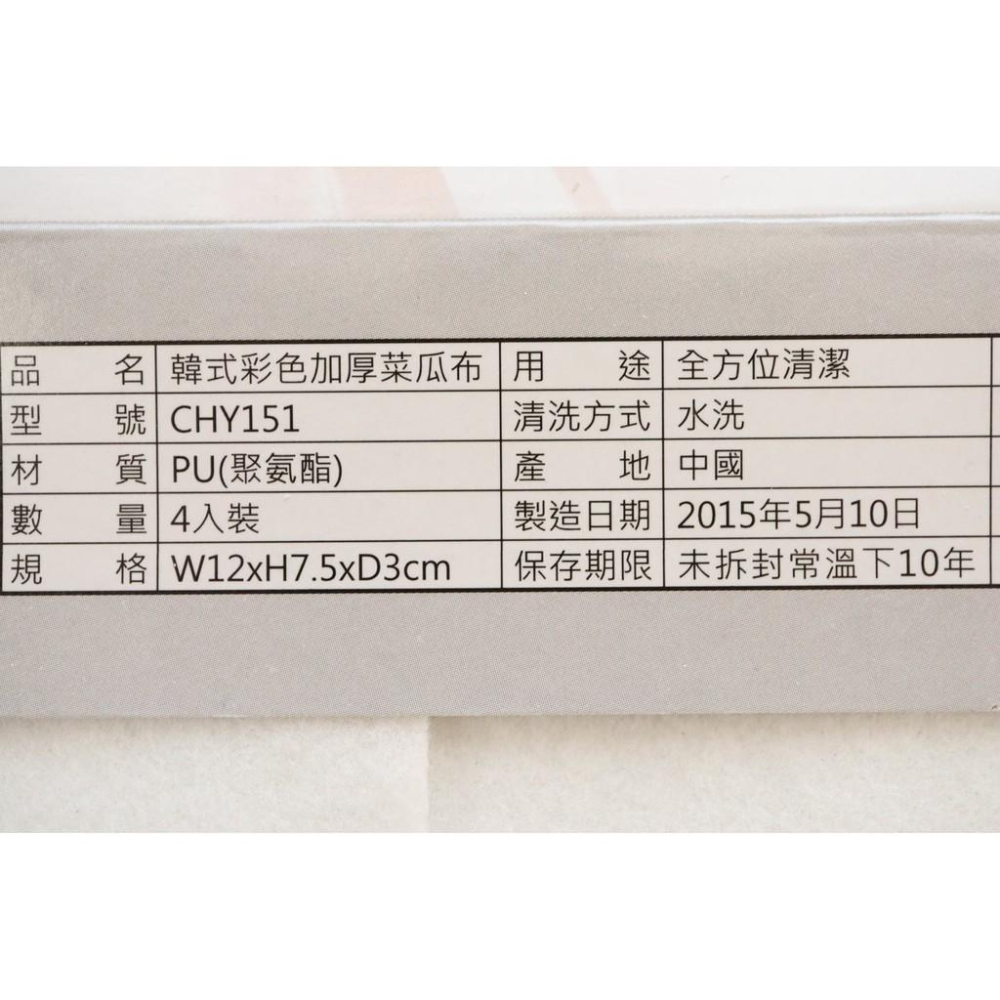 品名 韓式彩色加厚菜瓜布 用途 全方位清潔
型號 CHY151 清洗方式 水洗
材質 PU(聚氨酯) 產地 中國
數量 4入裝 製造日期 2015年5月10日
規格 W12xH7.5xD3cm 保存期限 未拆封常溫下10年